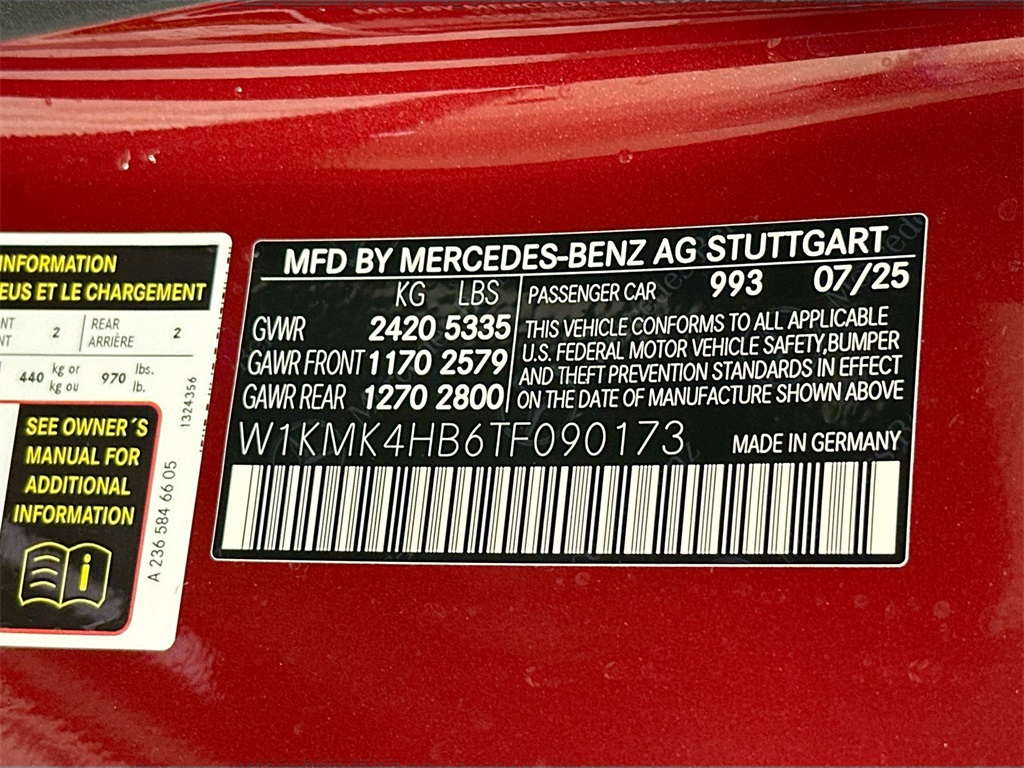 INFORMATION
EUS ET LE CHARGEMENT
NT 2 REAR 2
NT ARRIÈRE
440 kg or 970 lbs.
kg ou lb.
1324356
SEE OWNER´S
MANUAL FOR
ADDITIONAL
INFORMATION
A 236 584 66 05
MFD BY MERCEDES-BENZ AG STUTTGART
KG LBS PASSENGER CAR 993 07/25
GVWR 2420 5335
GAWR FRONT 1170 2579
GAWR REAR 1270 2800
THIS VEHICLE CONFORMS TO ALL APPLICABLE
U.S. FEDERAL MOTOR VEHICLE SAFETY, BUMPER
AND THEFT PREVENTION STANDARDS IN EFFECT
ON THE DATE OF MANUFACTURE SHOWN ABOVE
W1KMK4HB6TF090173 MADE IN GERMANY